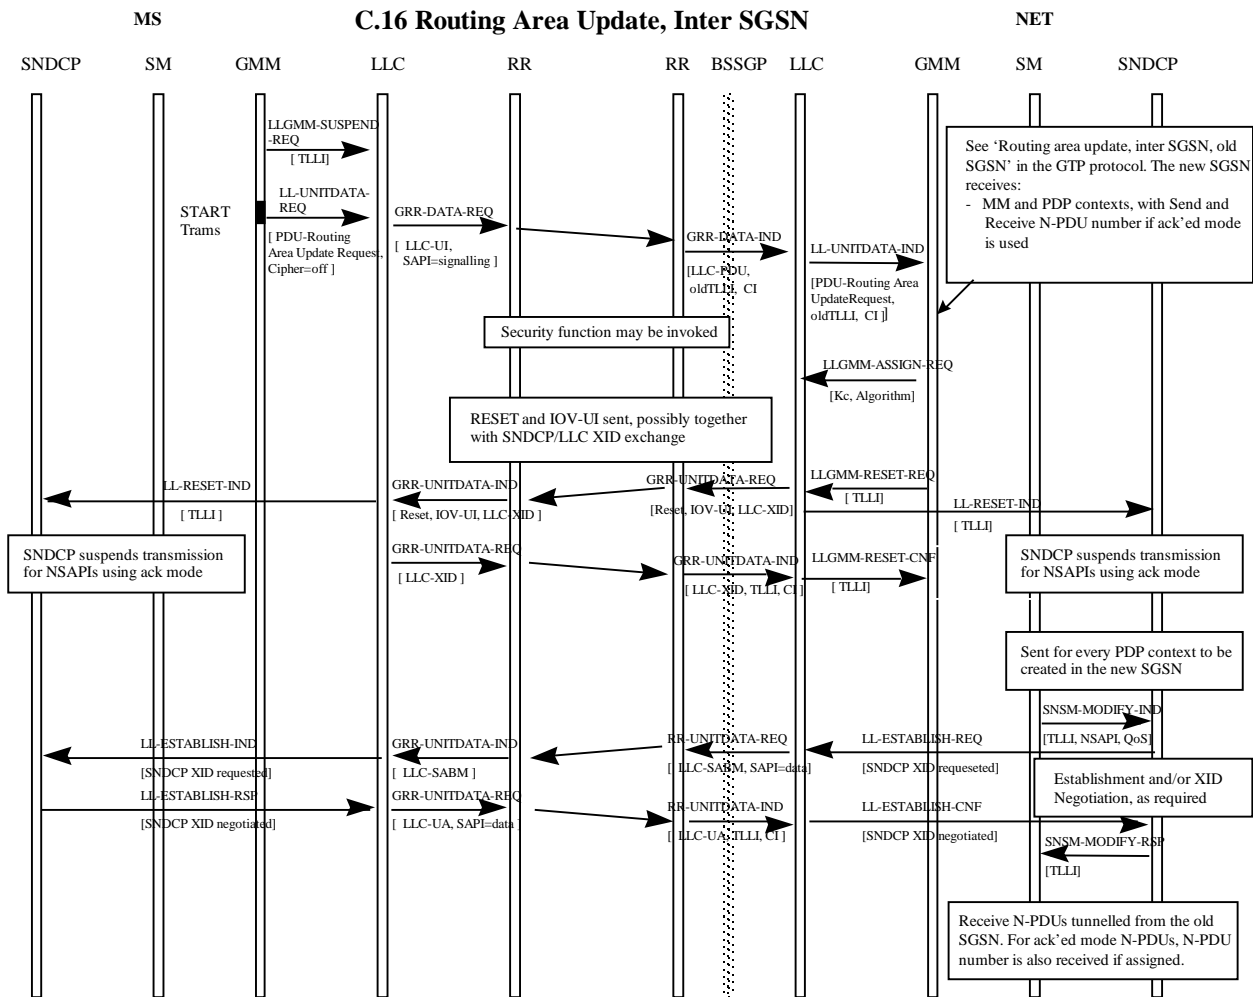 MS
C.16 Routing Area Update, Inter SGSN
NET
SNDCP
SM
GMM
LLC
RR
RR
BSSGP
LLC
GMM
SM
SNDCP
LLGMM-SUSPEND
-REQ
[ TLLI]
See ‘Routing area update, inter SGSN, old
SGSN’ in the GTP protocol. The new SGSN
receives:
- MM and PDP contexts, with Send and
Receive N-PDU number if ack’ed mode
is used
START
Trams
LL-UNITDATA-
REQ
[ PDU-Routing
Area Update Request,
Cipher=off ]
GRR-DATA-REQ
[ LLC-UI,
SAPI=signalling ]
GRR-DATA-IND
[LLC-PDU,
oldTLLI, CI
LL-UNITDATA-IND
[PDU-Routing Area
UpdateRequest,
oldTLLI, CI ]]
Security function may be invoked
LLGMM-ASSIGN-REQ
[Kc, Algorithm]
RESET and IOV-UI sent, possibly together
with SNDCP/LLC XID exchange
LLGMM-RESET-REQ
[ TLLI]
GRR-UNITDATA-REQ
[Reset, IOV-UI, LLC-XID]
GRR-UNITDATA-IND
[ Reset, IOV-UI, LLC-XID ]
LL-RESET-IND
[ TLLI ]
LL-RESET-IND
[ TLLI]
SNDCP suspends transmission
for NSAPIs using ack mode
GRR-UNITDATA-REQ
[ LLC-XID ]
GRR-UNITDATA-IND
[ LLC-XID, TLLI, CI ]
LLGMM-RESET-CNF
[ TLLI]
SNDCP suspends transmission
for NSAPIs using ack mode
Sent for every PDP context to be
created in the new SGSN
SNSM-MODIFY-IND
[TLLI, NSAPI, QoS]
LL-ESTABLISH-IND
[SNDCP XID requested]
GRR-UNITDATA-IND
[ LLC-SABM ]
RR-UNITDATA-REQ
[ LLC-SABM, SAPI=data]
LL-ESTABLISH-REQ
[SNDCP XID requeseted]
Establishment and/or XID
Negotiation, as required
LL-ESTABLISH-RSP
[SNDCP XID negotiated]
GRR-UNITDATA-REQ
[ LLC-UA, SAPI=data ]
RR-UNITDATA-IND
[ LLC-UA, TLLI, CI ]
LL-ESTABLISH-CNF
[SNDCP XID negotiated]
SNSM-MODIFY-RSP
[TLLI]
Receive N-PDUs tunnelled from the old
SGSN. For ack’ed mode N-PDUs, N-PDU
number is also received if assigned.